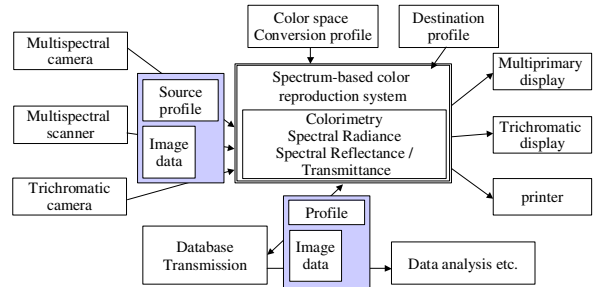 Color space
Conversion profile
Destination
profile
Multispectral
camera
Source
profile
Spectrum-based color
reproduction system
Multiprimary
display
Multispectral
scanner
Image
data
Colorimetry
Spectral Radiance
Spectral Reflectance /
Transmittance
Trichromatic
display
Trichromatic
camera
printer
Profile
Database
Transmission
Image
data
Data analysis etc.